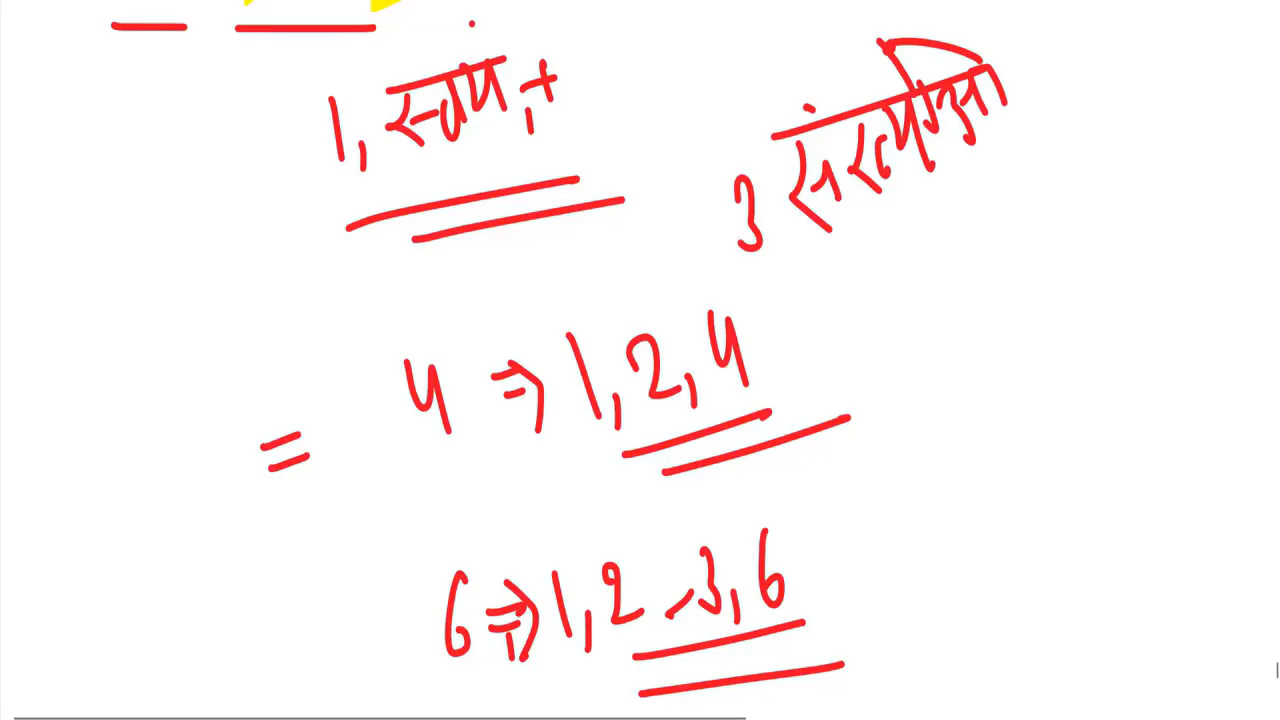 1, स्वयं, +
3 संख्याओं
4 ⇒ 1, 2, 4
=
6 ⇒ 1, 2, 3, 6